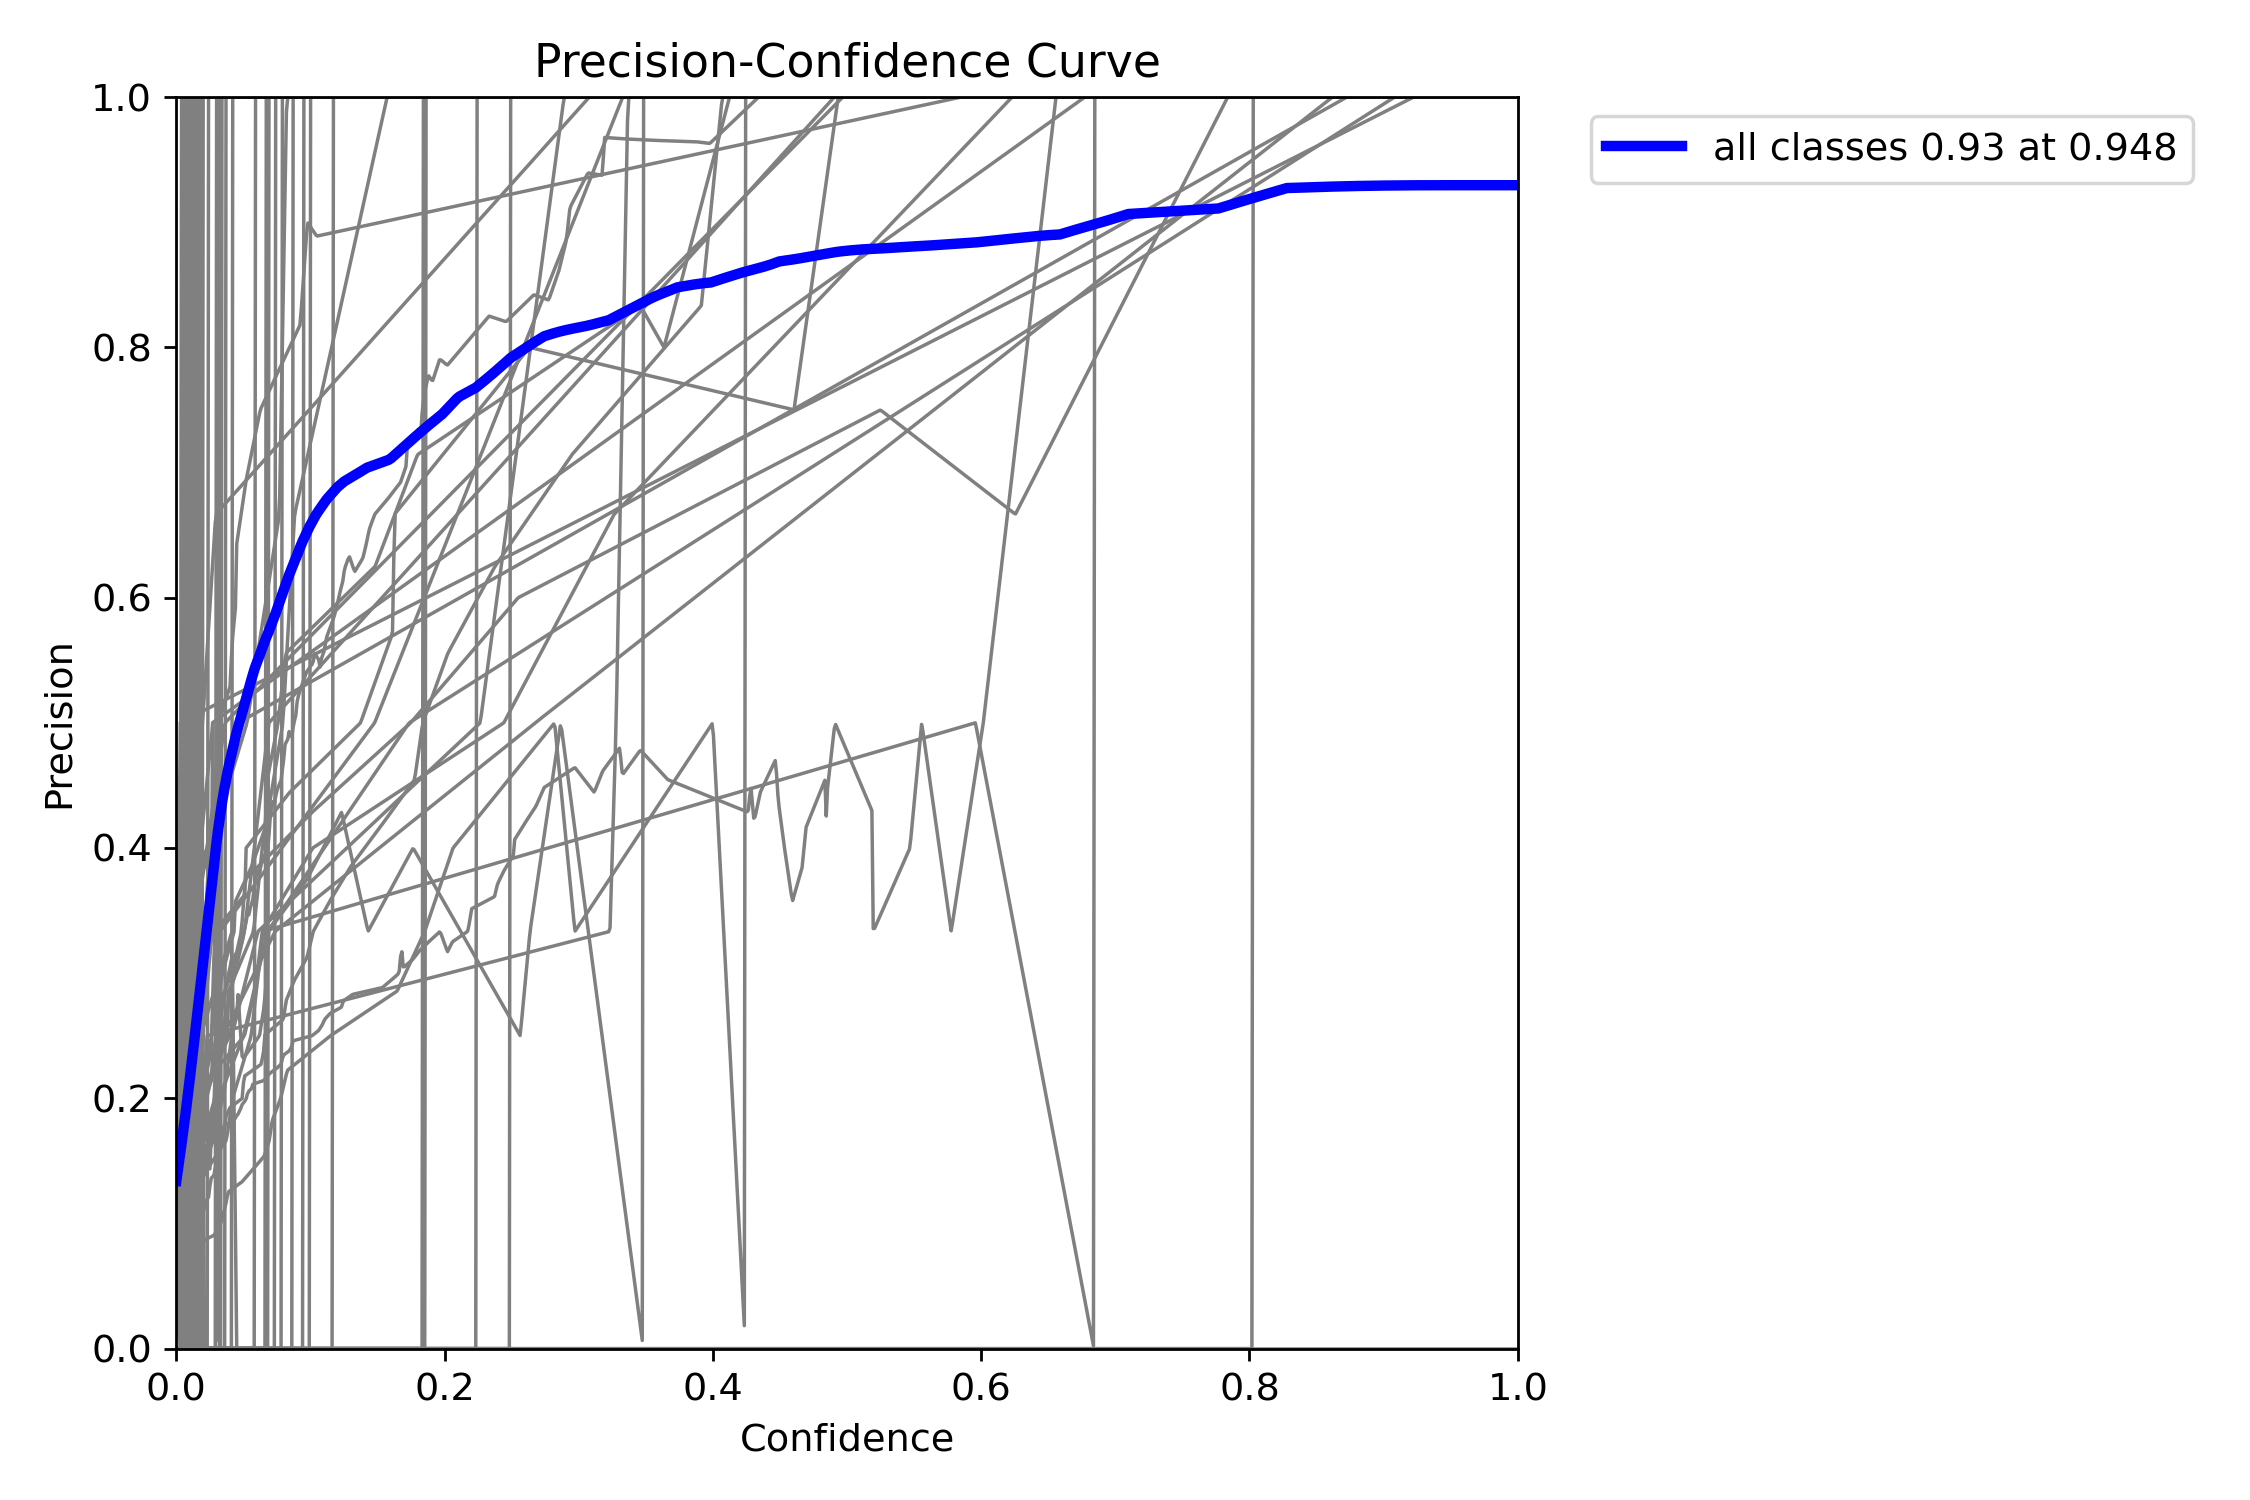 Precision-Confidence Curve
all classes 0.93 at 0.948
1.0
0.8
0.6
0.4
0.2
0.0
Precision
0.0 0.2 0.4 0.6 0.8 1.0
Confidence